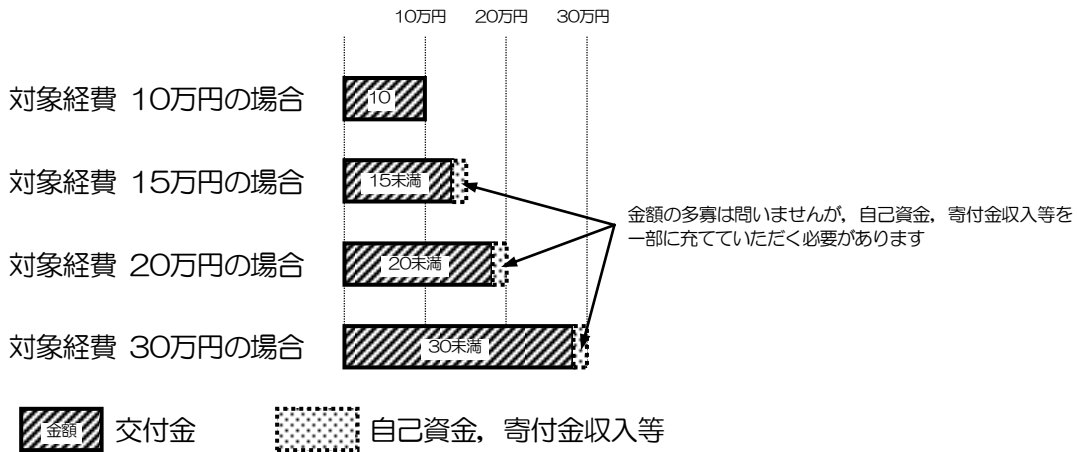 10万円 20万円 30万円
対象経費 10万円の場合
10
対象経費 15万円の場合
15未満
金額の多寡は問いませんが，自己資金，寄付金収入等を
一部に充てていただく必要があります
対象経費 20万円の場合
20未満
対象経費 30万円の場合
30未満
金額 交付金 自己資金，寄付金収入等